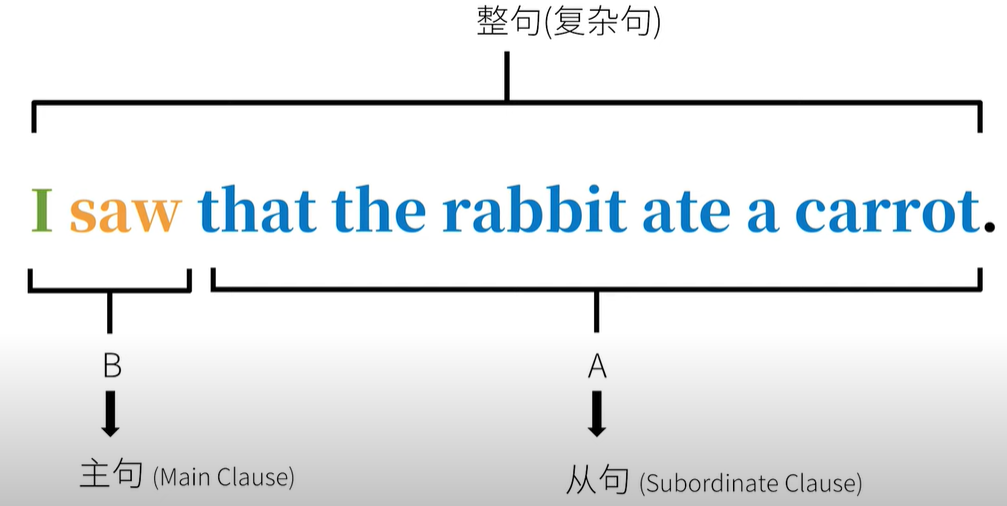 整句(复杂句)
I saw that the rabbit ate a carrot.
B
A
主句 (Main Clause)
从句 (Subordinate Clause)